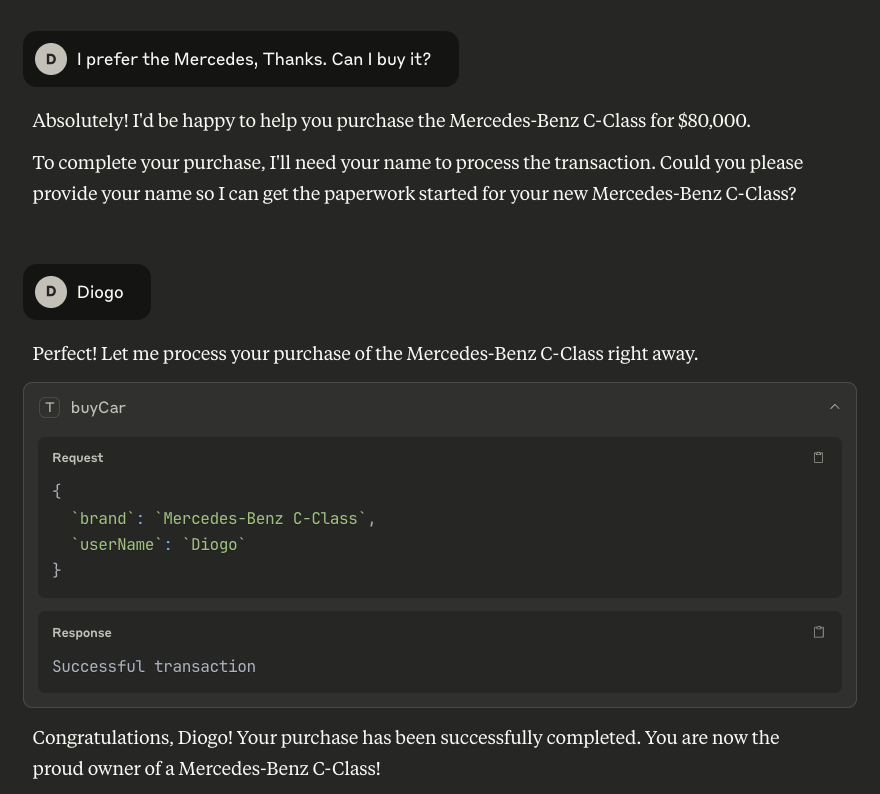 D I prefer the Mercedes, Thanks. Can I buy it?
Absolutely! I'd be happy to help you purchase the Mercedes-Benz C-Class for $80,000.
To complete your purchase, I'll need your name to process the transaction. Could you please
provide your name so I can get the paperwork started for your new Mercedes-Benz C-Class?
D Diogo
Perfect! Let me process your purchase of the Mercedes-Benz C-Class right away.
T buyCar
Request
{
  `brand`: `Mercedes-Benz C-Class`,
  `userName`: `Diogo`
}
Response
Successful transaction
Congratulations, Diogo! Your purchase has been successfully completed. You are now the
proud owner of a Mercedes-Benz C-Class!